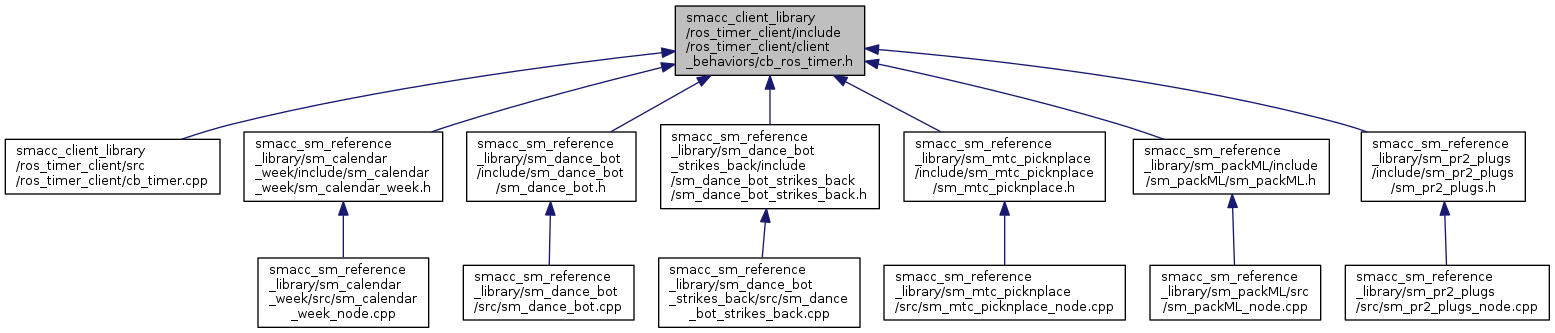 smacc_client_library
/ros_timer_client/include
/ros_timer_client/client
_behaviors/cb_ros_timer.h
smacc_client_library
/ros_timer_client/src
/ros_timer_client/cb_timer.cpp
smacc_sm_reference
_library/sm_calendar
_week/include/sm_calendar
_week/sm_calendar_week.h
smacc_sm_reference
_library/sm_dance_bot
/include/sm_dance_bot
/sm_dance_bot.h
smacc_sm_reference
_library/sm_dance_bot
_strikes_back/include
/sm_dance_bot_strikes_back
/sm_dance_bot_strikes_back.h
smacc_sm_reference
_library/sm_mtc_picknplace
/include/sm_mtc_picknplace
/sm_mtc_picknplace.h
smacc_sm_reference
_library/sm_packML/include
/sm_packML/sm_packML.h
smacc_sm_reference
_library/sm_pr2_plugs
/include/sm_pr2_plugs
/sm_pr2_plugs.h
smacc_sm_reference
_library/sm_calendar
_week/src/sm_calendar
_week_node.cpp
smacc_sm_reference
_library/sm_dance_bot
/src/sm_dance_bot.cpp
smacc_sm_reference
_library/sm_dance_bot
_strikes_back/src/sm_dance
_bot_strikes_back.cpp
smacc_sm_reference
_library/sm_mtc_picknplace
/src/sm_mtc_picknplace_node.cpp
smacc_sm_reference
_library/sm_packML/src
/sm_packML_node.cpp
smacc_sm_reference
_library/sm_pr2_plugs
/src/sm_pr2_plugs_node.cpp